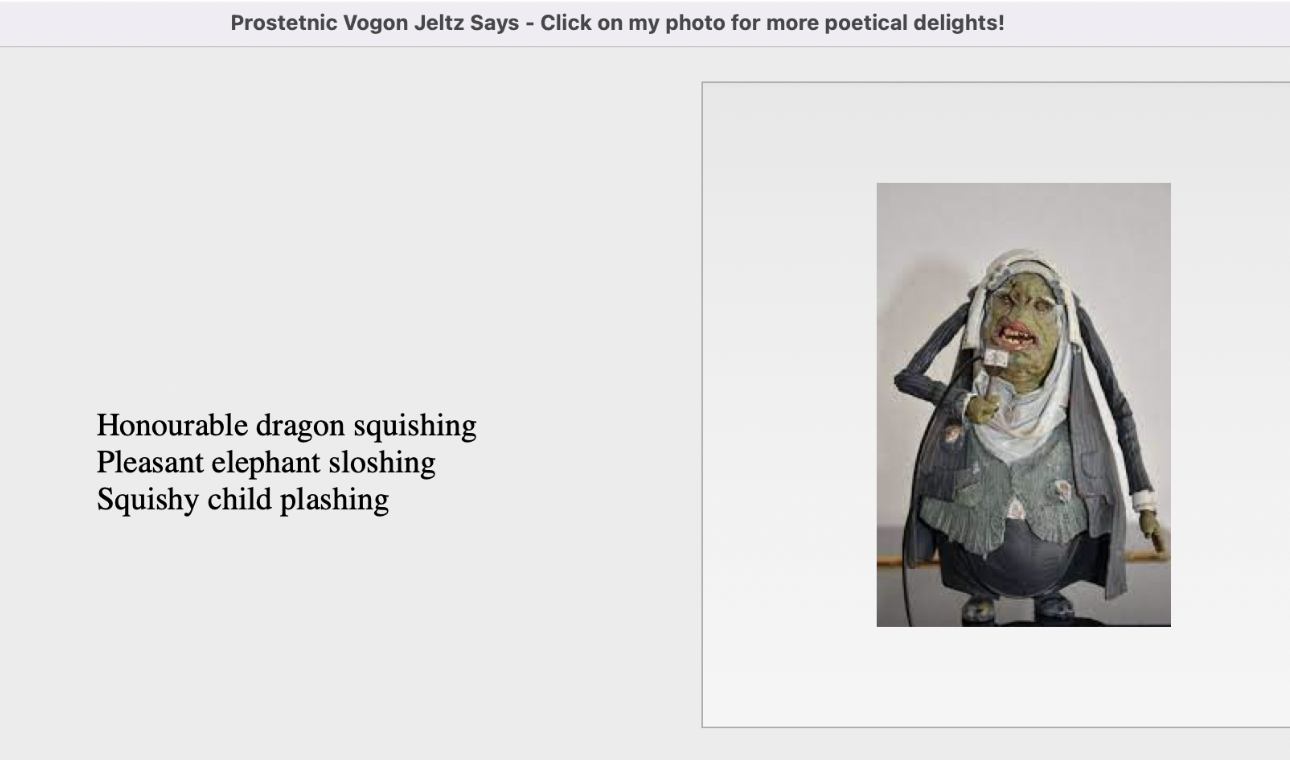 Prostetnic Vogon Jeltz Says - Click on my photo for more poetical delights!
Honourable dragon squishing
Pleasant elephant sloshing
Squishy child plashing